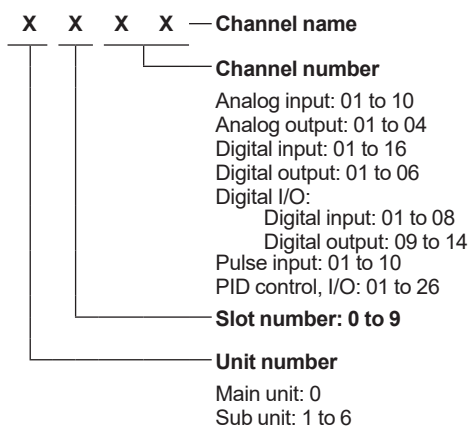 X X X X Channel name
Channel number
Analog input: 01 to 10
Analog output: 01 to 04
Digital input: 01 to 16
Digital output: 01 to 06
Digital I/O:
Digital input: 01 to 08
Digital output: 09 to 14
Pulse input: 01 to 10
PID control, I/O: 01 to 26
Slot number: 0 to 9
Unit number
Main unit: 0
Sub unit: 1 to 6